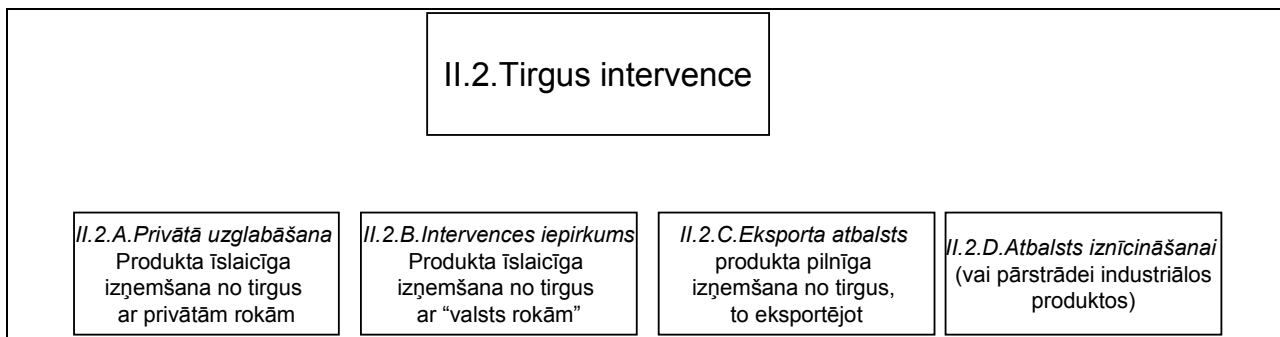 II.2.Tirgus intervence
II.2.A.Privātā uzglabāšana
Produkta īslaicīga
izņemšana no tirgus
ar privātām rokām
II.2.B.Intervences iepirkums
Produkta īslaicīga
izņemšana no tirgus
ar “valsts rokām”
II.2.C.Eksporta atbalsts
produkta pilnīga
izņemšana no tirgus,
to eksportējot
II.2.D.Atbalsts iznīcināšanai
(vai pārstrādei industriālos
produktos)